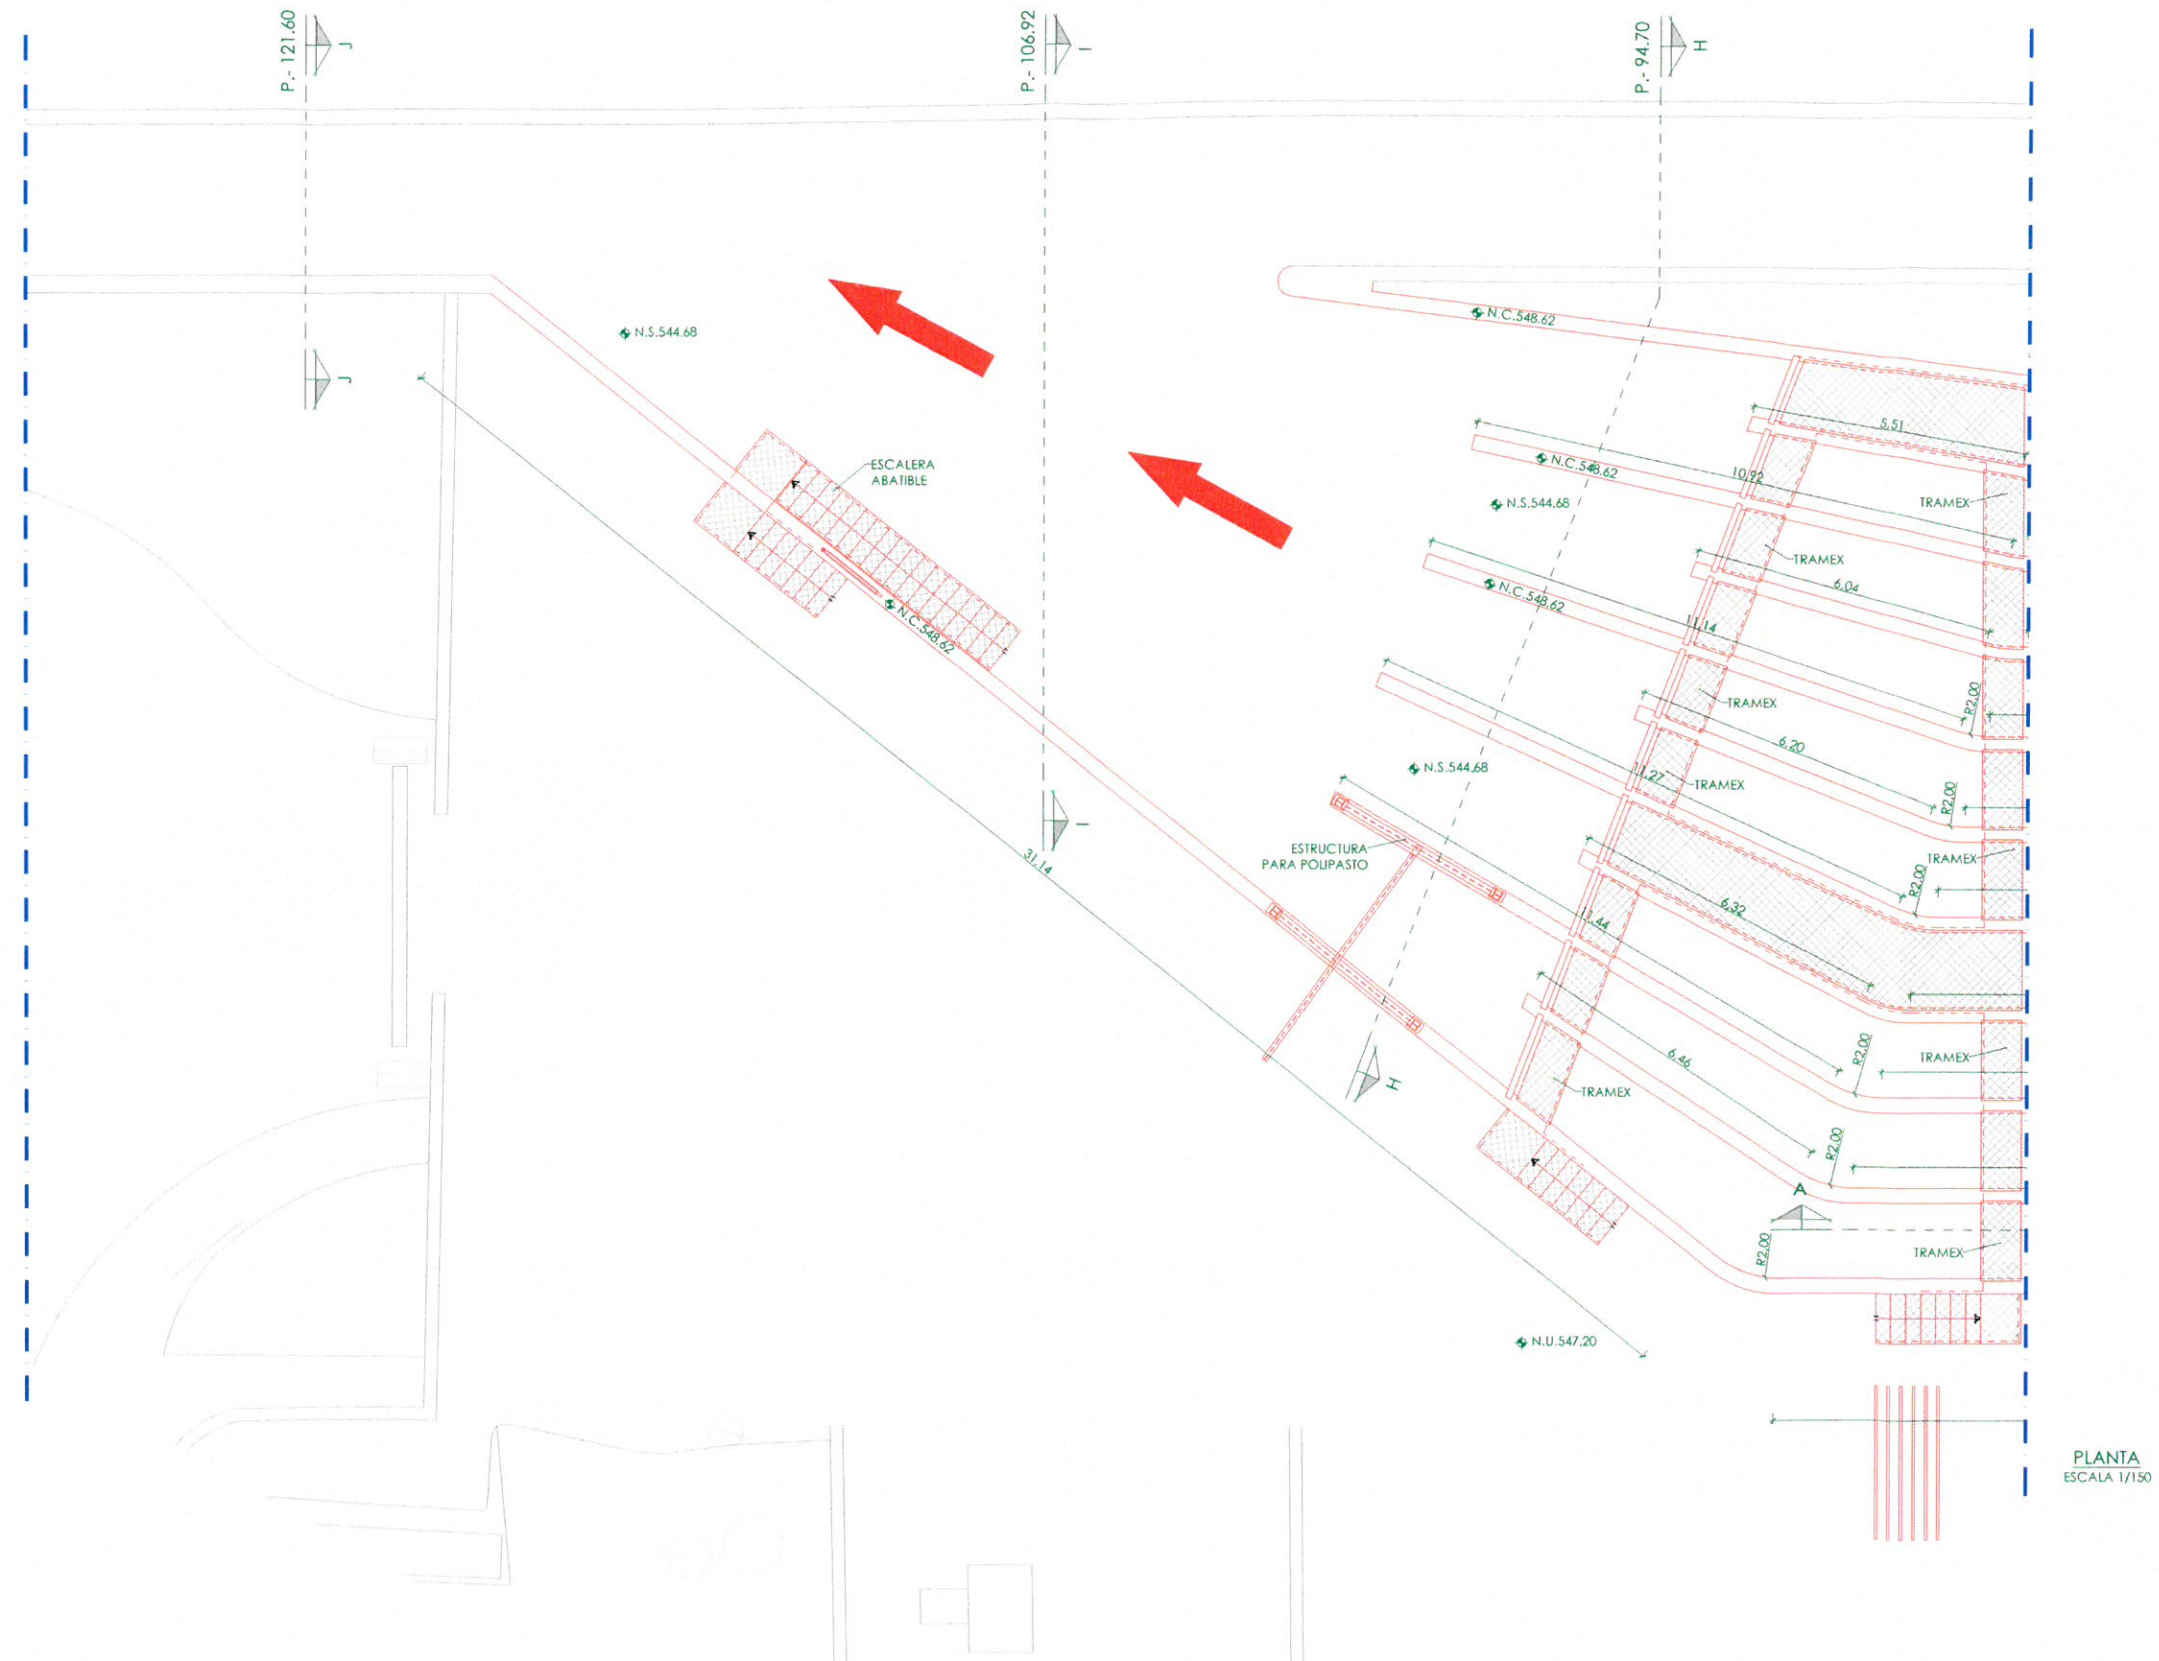 P.- 121.60
J
P.- 106.92
I
P.- 94.70
H
N.C.548.62
N.S.544.68
J
5,51
ESCALERA
ABATIBLE
N.C.548.62
10,92
N.S.544.68
TRAMEX
TRAMEX
N.C.548.62
6,04
N.C.548.62
11,14
R2,00
TRAMEX
6,20
N.S.544.68
11,27
TRAMEX
R2,00
I
ESTRUCTURA
PARA POLIPASTO
31,14
TRAMEX
R2,00
6,32
11,44
H
6,46
R2,00
TRAMEX
TRAMEX
R2,00
A
R2,00
TRAMEX
N.U.547.20
PLANTA
ESCALA 1/150